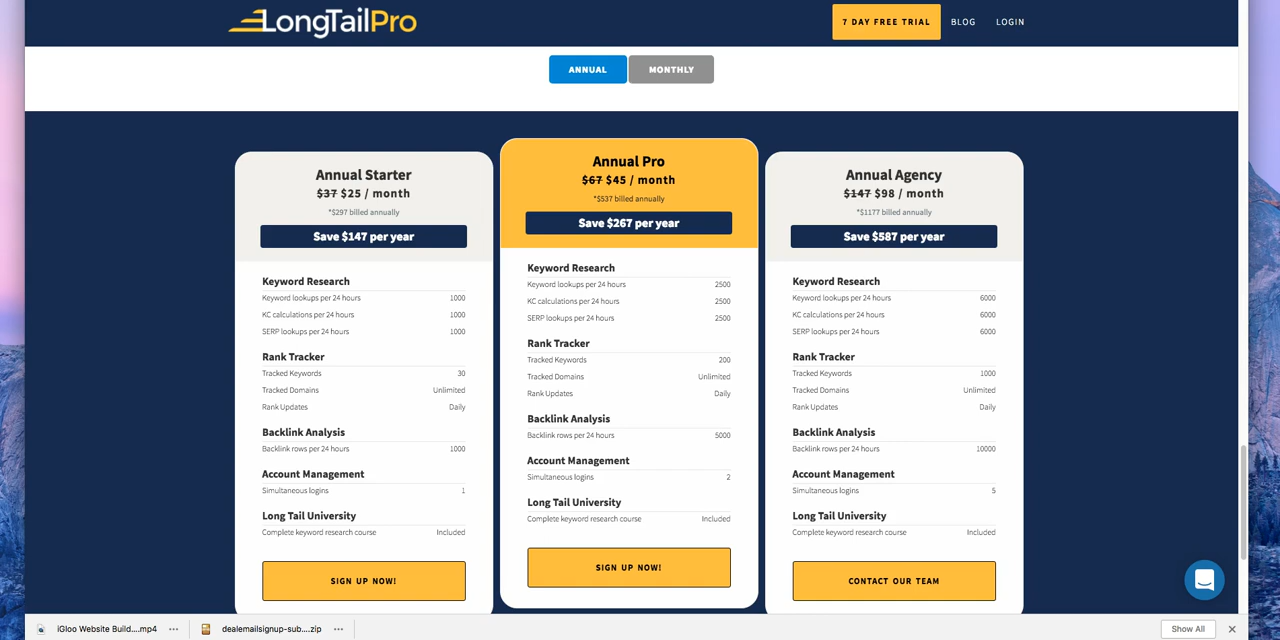 LongTailPro
7 DAY FREE TRIAL
BLOG
LOGIN
ANNUAL
MONTHLY
Annual Starter
$37 $25 / month
*$297 billed annually
Save $147 per year
Keyword Research
Keyword lookups per 24 hours 1000
KC calculations per 24 hours 1000
SERP lookups per 24 hours 1000
Rank Tracker
Tracked Keywords 30
Tracked Domains Unlimited
Rank Updates Daily
Backlink Analysis
Backlink rows per 24 hours 1000
Account Management
Simultaneous logins 1
Long Tail University
Complete keyword research course Included
SIGN UP NOW!
Annual Pro
$67 $45 / month
*$537 billed annually
Save $267 per year
Keyword Research
Keyword lookups per 24 hours 2500
KC calculations per 24 hours 2500
SERP lookups per 24 hours 2500
Rank Tracker
Tracked Keywords 200
Tracked Domains Unlimited
Rank Updates Daily
Backlink Analysis
Backlink rows per 24 hours 5000
Account Management
Simultaneous logins 2
Long Tail University
Complete keyword research course Included
SIGN UP NOW!
Annual Agency
$147 $98 / month
*$1177 billed annually
Save $587 per year
Keyword Research
Keyword lookups per 24 hours 6000
KC calculations per 24 hours 6000
SERP lookups per 24 hours 6000
Rank Tracker
Tracked Keywords 1000
Tracked Domains Unlimited
Rank Updates Daily
Backlink Analysis
Backlink rows per 24 hours 10000
Account Management
Simultaneous logins 5
Long Tail University
Complete keyword research course Included
CONTACT OUR TEAM
iGloo Website Build....mp4
dealemailsignup-sub....zip
Show All